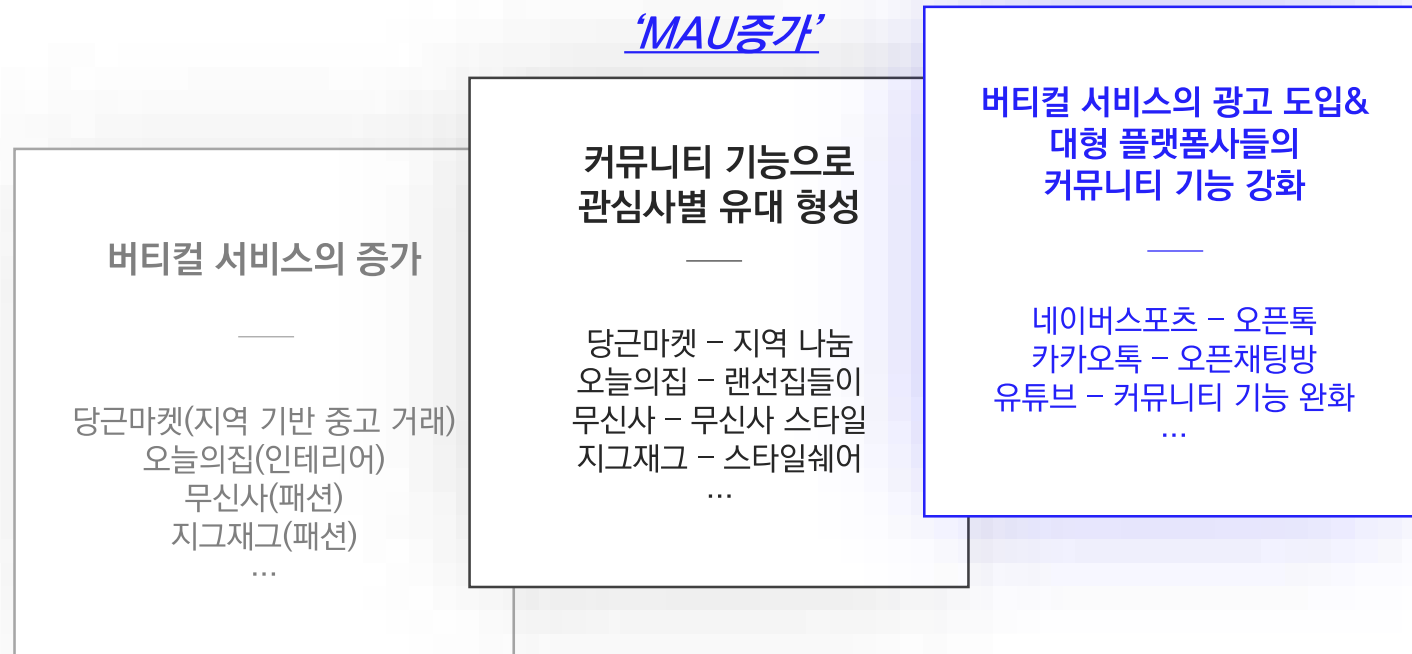 ‘MAU증가’
버티컬 서비스의 증가
당근마켓(지역 기반 중고 거래)
오늘의집(인테리어)
무신사(패션)
지그재그(패션)
...
커뮤니티 기능으로
관심사별 유대 형성
당근마켓 – 지역 나눔
오늘의집 – 랜선집들이
무신사 – 무신사 스타일
지그재그 – 스타일쉐어
...
버티컬 서비스의 광고 도입&
대형 플랫폼사들의
커뮤니티 기능 강화
네이버스포츠 – 오픈톡
카카오톡 – 오픈채팅방
유튜브 – 커뮤니티 기능 완화
...